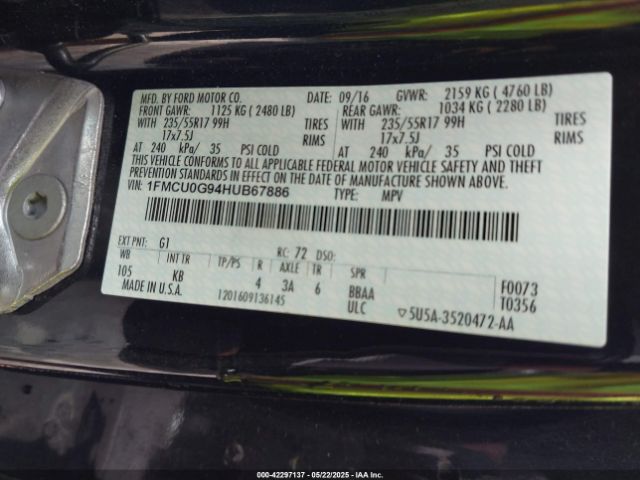 MFD. BY FORD MOTOR CO. DATE: 09/16 GVWR: 2159 KG ( 4760 LB)
FRONT GAWR: 1125 KG ( 2480 LB) REAR GAWR: 1034 KG ( 2280 LB)
WITH 235/55R17 99H TIRES WITH 235/55R17 99H TIRES
17x7.5J RIMS 17x7.5J RIMS
AT 240 kPa/ 35 PSI COLD AT 240 kPa/ 35 PSI COLD
THIS VEHICLE CONFORMS TO ALL APPLICABLE FEDERAL MOTOR VEHICLE SAFETY AND THEFT
PREVENTION STANDARDS IN EFFECT ON THE DATE OF MANUFACTURE SHOWN ABOVE.
VIN: 1FMCU0G94HUB67886 TYPE: MPV
EXT PNT: G1 RC: 72 DSO:
WB INT TR TP/PS R AXLE TR SPR
105 KB 4 3A 6 BBAA F0073
MADE IN U.S.A. 1201609136145 ULC T0356
5U5A-3520472-AA
000-42297137 - 05/22/2025 - IAA, Inc.